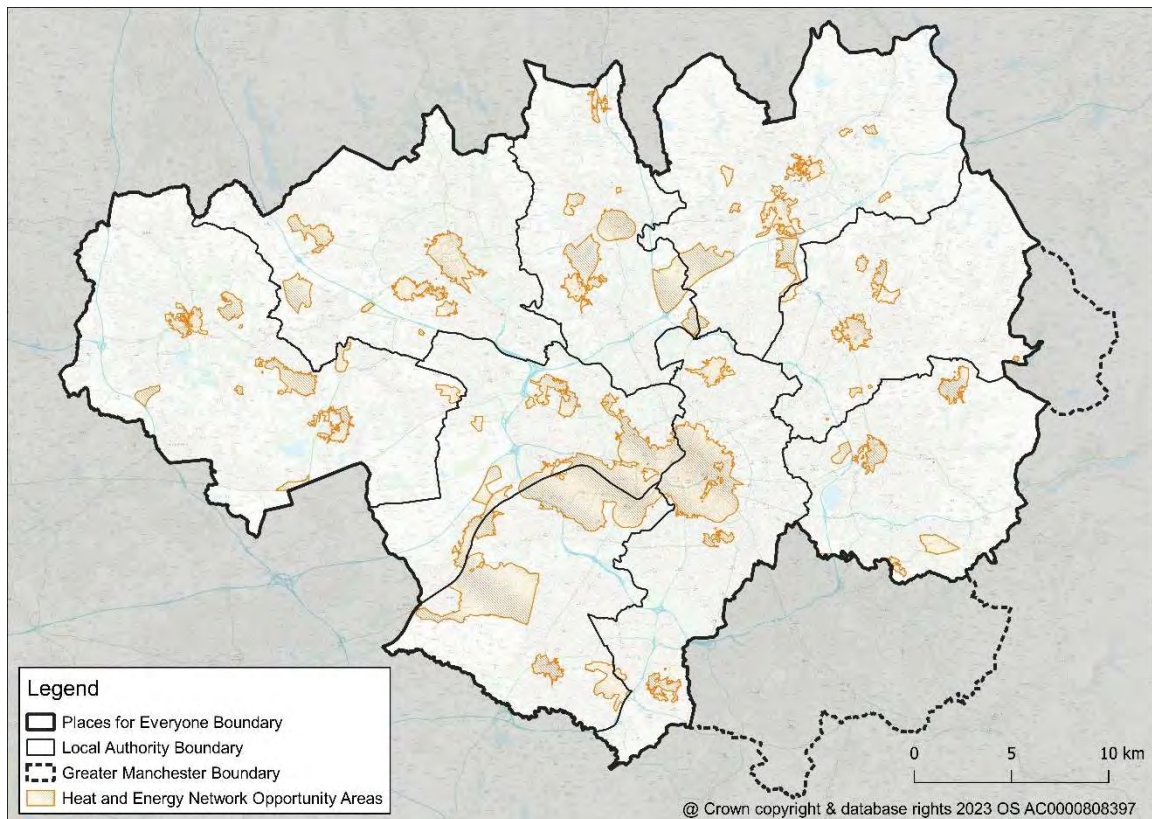 Legend
Places for Everyone Boundary
Local Authority Boundary
Greater Manchester Boundary
Heat and Energy Network Opportunity Areas
0 5 10 km
@ Crown copyright & database rights 2023 OS AC0000808397